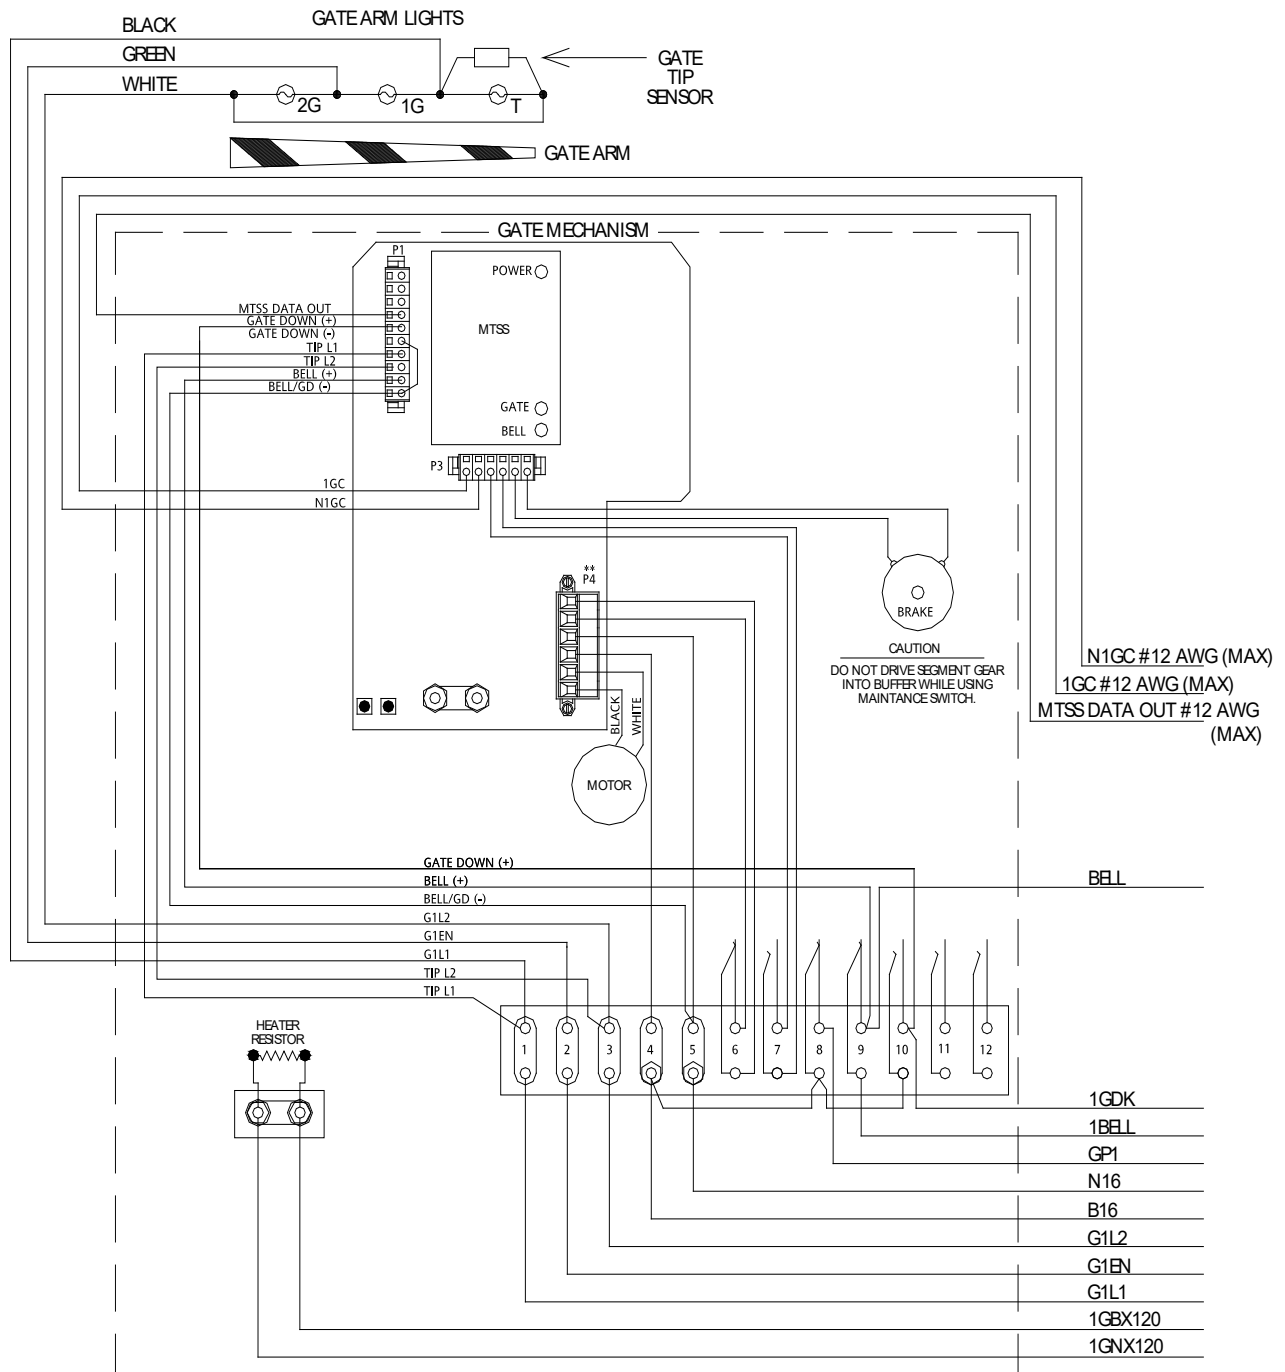 BLACK
GATE ARM LIGHTS
GREEN
WHITE
2G
1G
T
GATE
TIP
SENSOR
GATE ARM
GATE MECHANISM
P1
POWER
MTSS
GATE
BELL
MTSS DATA OUT
GATE DOWN (+)
GATE DOWN (-)
TIP L1
TIP L2
BELL (+)
BELL/GD (-)
P3
1GC
N1GC
**
P4
BRAKE
CAUTION
DO NOT DRIVE SEGMENT GEAR
INTO BUFFER WHILE USING
MAINTANCE SWITCH.
N1GC #12 AWG (MAX)
1GC #12 AWG (MAX)
MTSS DATA OUT #12 AWG
(MAX)
BLACK
WHITE
MOTOR
GATE DOWN (+)
BELL (+)
BELL/GD (-)
G1L2
G1EN
G1L1
TIP L2
TIP L1
BELL
HEATER
RESISTOR
1 2 3 4 5 6 7 8 9 10 11 12
1GDK
1BELL
GP1
N16
B16
G1L2
G1EN
G1L1
1GBX120
1GNX120